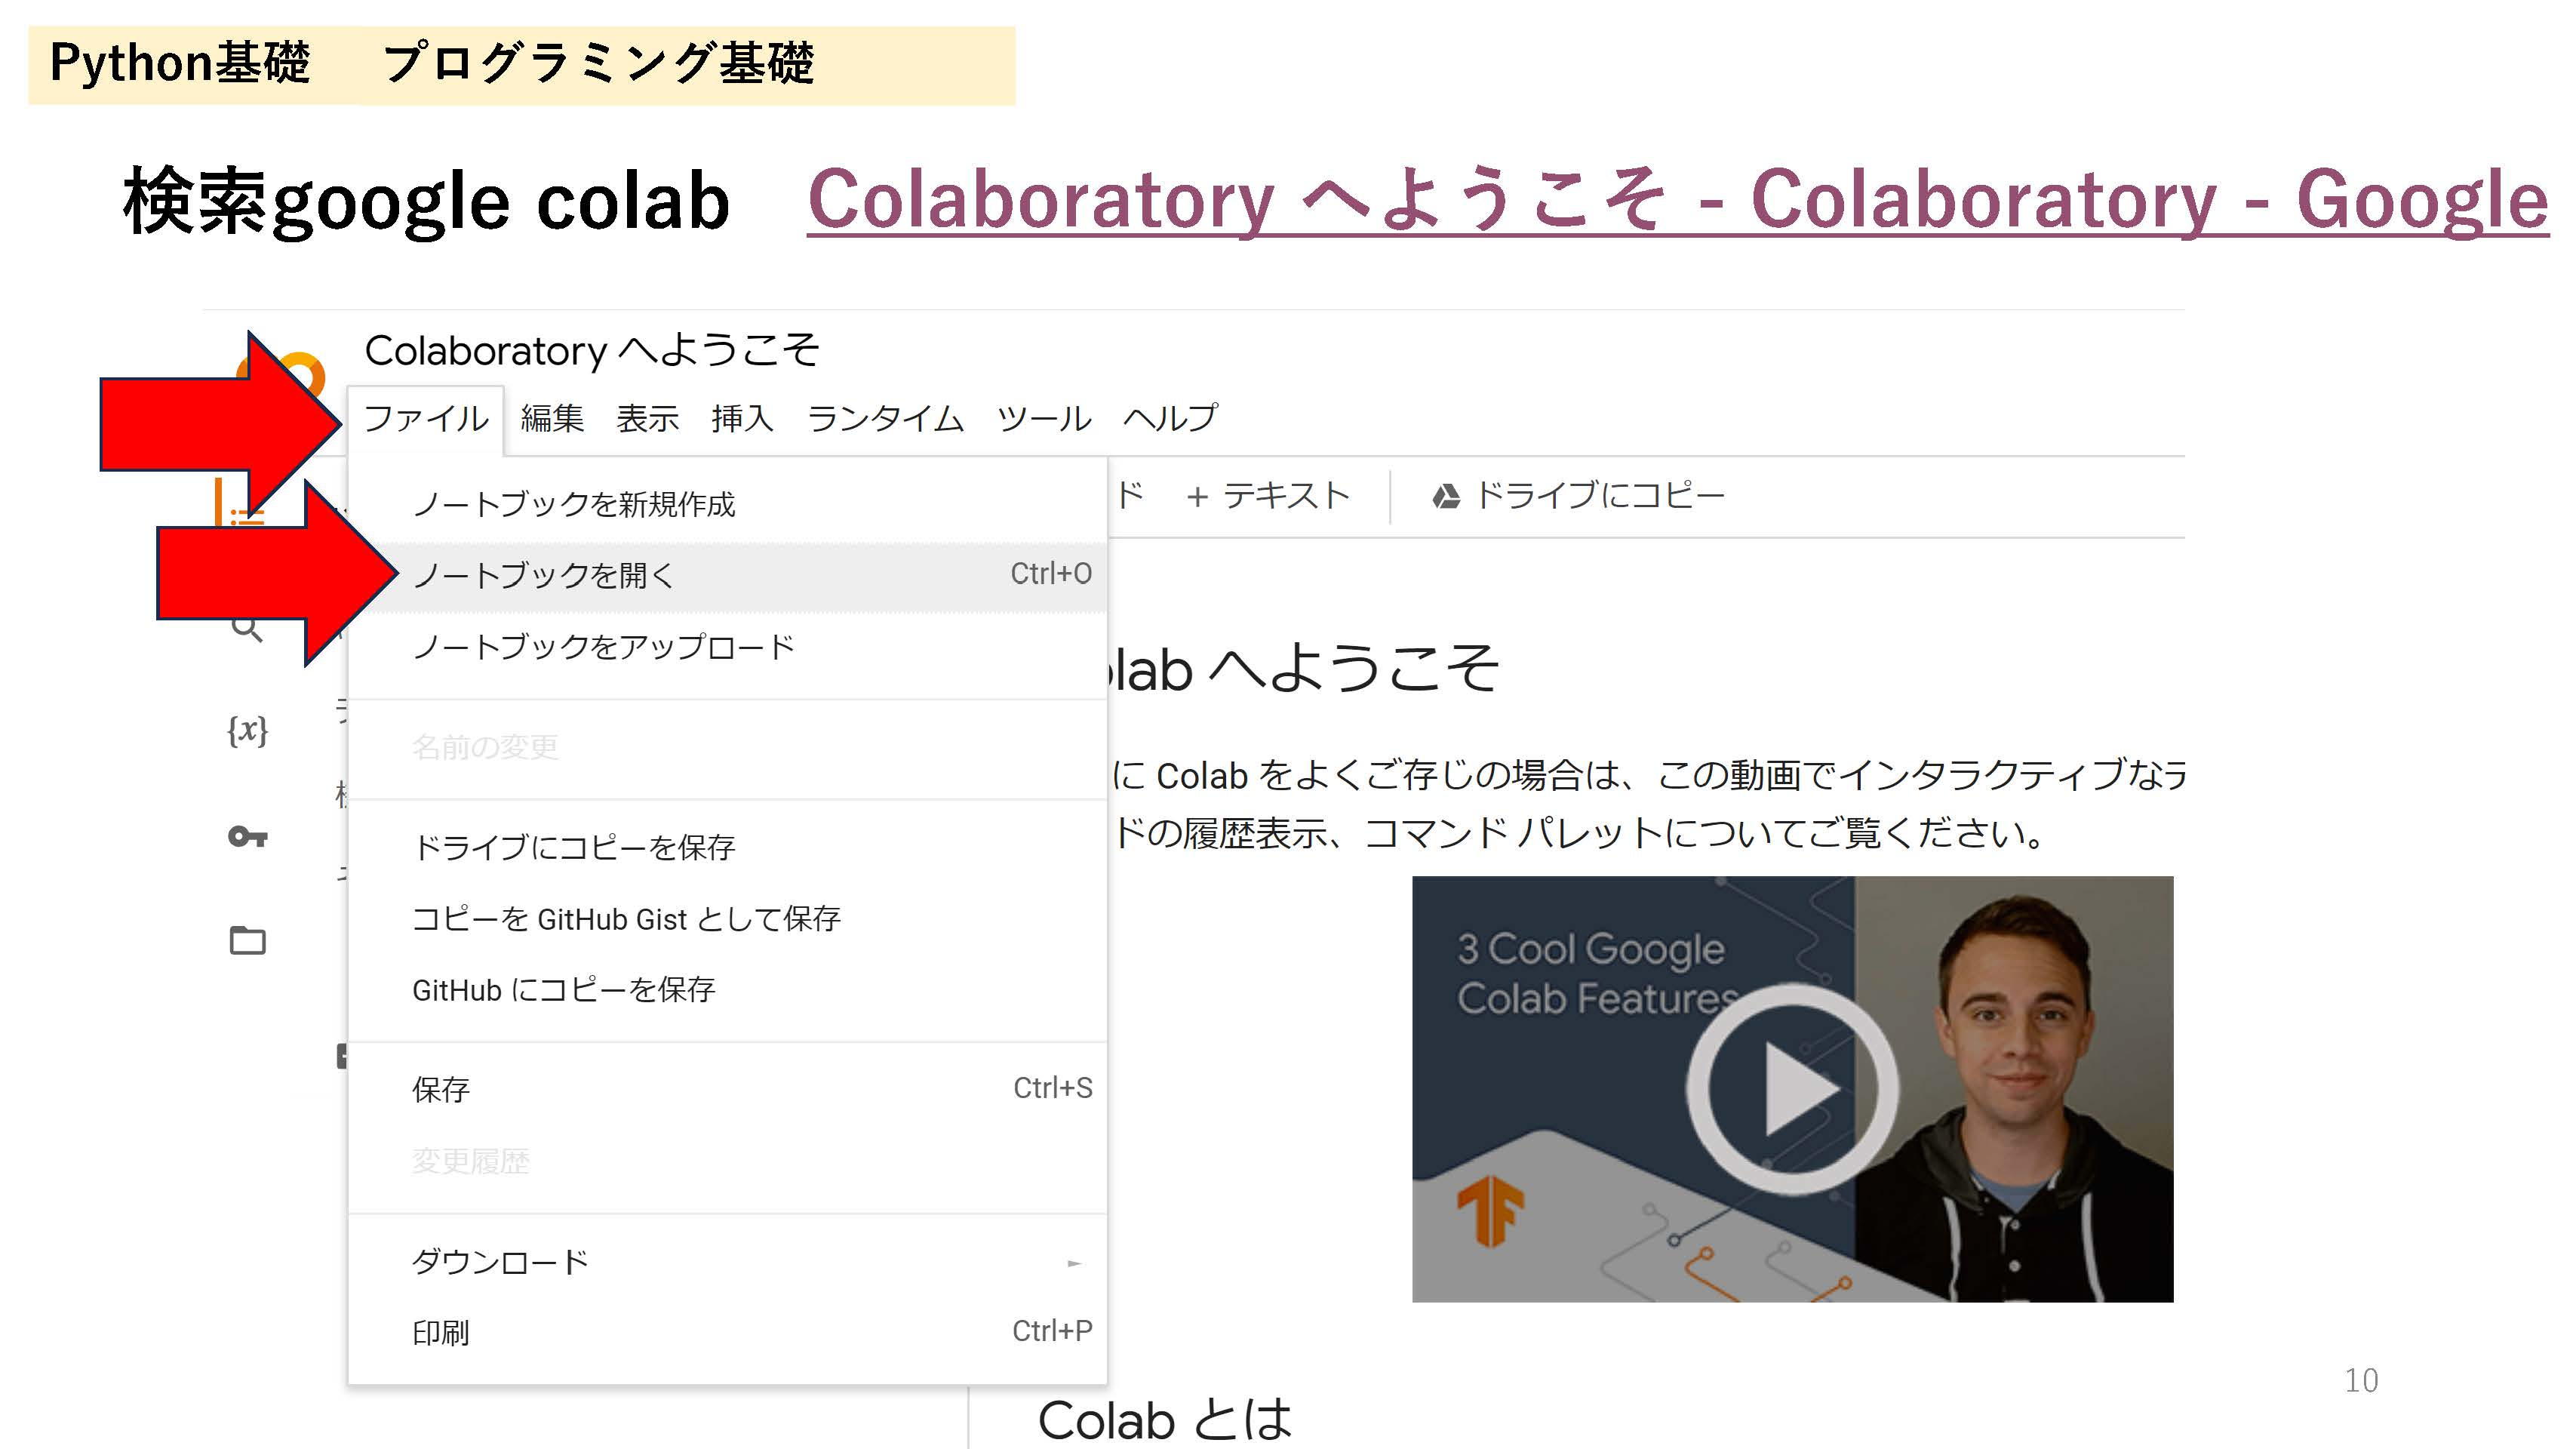 Python基礎　プログラミング基礎
検索google colab　Colaboratory へようこそ - Colaboratory - Google
Colaboratory へようこそ
ファイル 編集 表示 挿入 ランタイム ツール ヘルプ
ド + テキスト ドライブにコピー
ノートブックを新規作成
ノートブックを開く Ctrl+O
ノートブックをアップロード
名前の変更
ドライブにコピーを保存
コピーを GitHub Gist として保存
GitHub にコピーを保存
保存 Ctrl+S
変更履歴
ダウンロード
印刷 Ctrl+P
{x}
lab へようこそ
に Colab をよくご存じの場合は、この動画でインタラクティブなテ
ドの履歴表示、コマンド パレットについてご覧ください。
3 Cool Google
Colab Features
Colab とは
10